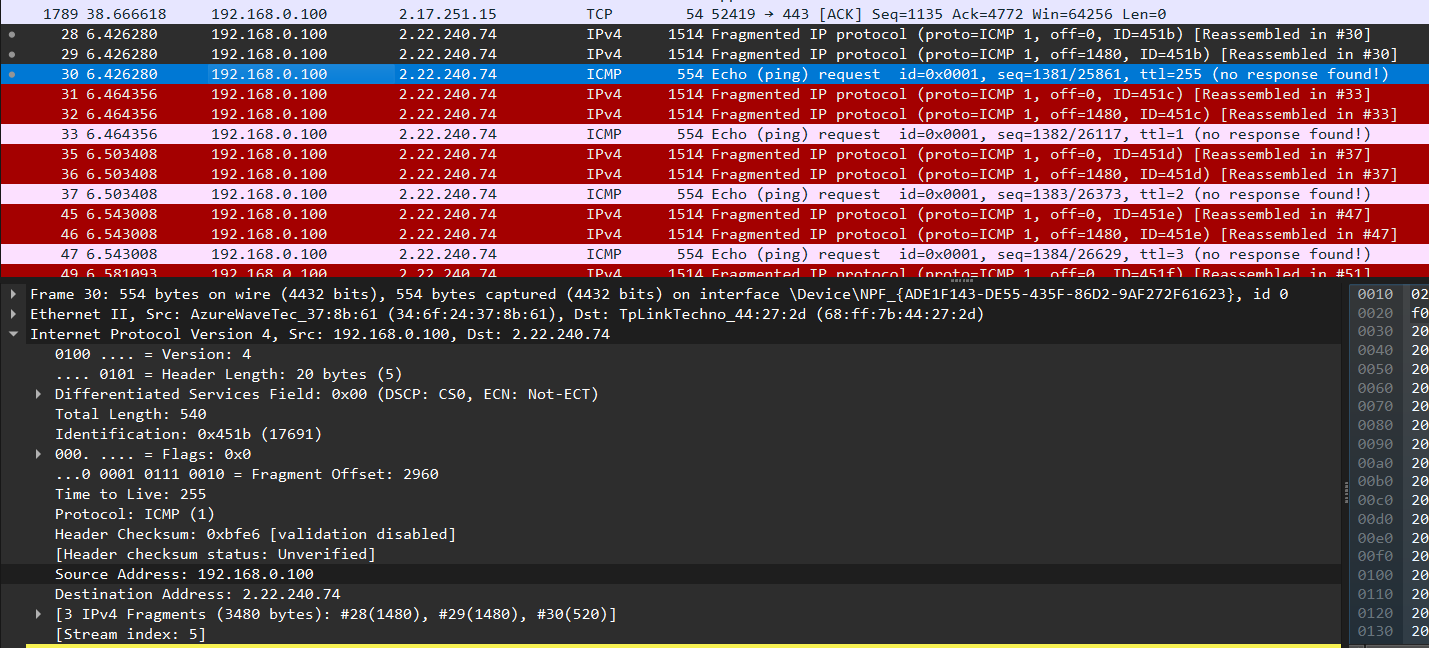 1789 38.666618 192.168.0.100 2.17.251.15 TCP 54 52419 → 443 [ACK] Seq=1135 Ack=4772 Win=64256 Len=0
28 6.426280 192.168.0.100 2.22.240.74 IPv4 1514 Fragmented IP protocol (proto=ICMP 1, off=0, ID=451b) [Reassembled in #30]
29 6.426280 192.168.0.100 2.22.240.74 IPv4 1514 Fragmented IP protocol (proto=ICMP 1, off=1480, ID=451b) [Reassembled in #30]
30 6.426280 192.168.0.100 2.22.240.74 ICMP 554 Echo (ping) request id=0x0001, seq=1381/25861, ttl=255 (no response found!)
31 6.464356 192.168.0.100 2.22.240.74 IPv4 1514 Fragmented IP protocol (proto=ICMP 1, off=0, ID=451c) [Reassembled in #33]
32 6.464356 192.168.0.100 2.22.240.74 IPv4 1514 Fragmented IP protocol (proto=ICMP 1, off=1480, ID=451c) [Reassembled in #33]
33 6.464356 192.168.0.100 2.22.240.74 ICMP 554 Echo (ping) request id=0x0001, seq=1382/26117, ttl=1 (no response found!)
35 6.503408 192.168.0.100 2.22.240.74 IPv4 1514 Fragmented IP protocol (proto=ICMP 1, off=0, ID=451d) [Reassembled in #37]
36 6.503408 192.168.0.100 2.22.240.74 IPv4 1514 Fragmented IP protocol (proto=ICMP 1, off=1480, ID=451d) [Reassembled in #37]
37 6.503408 192.168.0.100 2.22.240.74 ICMP 554 Echo (ping) request id=0x0001, seq=1383/26373, ttl=2 (no response found!)
45 6.543008 192.168.0.100 2.22.240.74 IPv4 1514 Fragmented IP protocol (proto=ICMP 1, off=0, ID=451e) [Reassembled in #47]
46 6.543008 192.168.0.100 2.22.240.74 IPv4 1514 Fragmented IP protocol (proto=ICMP 1, off=1480, ID=451e) [Reassembled in #47]
47 6.543008 192.168.0.100 2.22.240.74 ICMP 554 Echo (ping) request id=0x0001, seq=1384/26629, ttl=3 (no response found!)
49 6.581093 192.168.0.100 2.22.240.74 IPv4 1514 Fragmented IP protocol (proto=ICMP 1, off=0, ID=451f) [Reassembled in #51]
Frame 30: 554 bytes on wire (4432 bits), 554 bytes captured (4432 bits) on interface \Device\NPF_{ADE1F143-DE55-435F-86D2-9AF272F61623}, id 0
Ethernet II, Src: AzureWaveTec_37:8b:61 (34:6f:24:37:8b:61), Dst: TpLinkTechno_44:27:2d (68:ff:7b:44:27:2d)
Internet Protocol Version 4, Src: 192.168.0.100, Dst: 2.22.240.74
0100 .... = Version: 4
.... 0101 = Header Length: 20 bytes (5)
Differentiated Services Field: 0x00 (DSCP: CS0, ECN: Not-ECT)
Total Length: 540
Identification: 0x451b (17691)
000. .... = Flags: 0x0
...0 0001 0111 0010 = Fragment Offset: 2960
Time to Live: 255
Protocol: ICMP (1)
Header Checksum: 0xbfe6 [validation disabled]
[Header checksum status: Unverified]
Source Address: 192.168.0.100
Destination Address: 2.22.240.74
[3 IPv4 Fragments (3480 bytes): #28(1480), #29(1480), #30(520)]
[Stream index: 5]
0010 02
0020 f0
0030 20
0040 20
0050 20
0060 20
0070 20
0080 20
0090 20
00a0 20
00b0 20
00c0 20
00d0 20
00e0 20
00f0 20
0100 20
0110 20
0120 20
0130 20